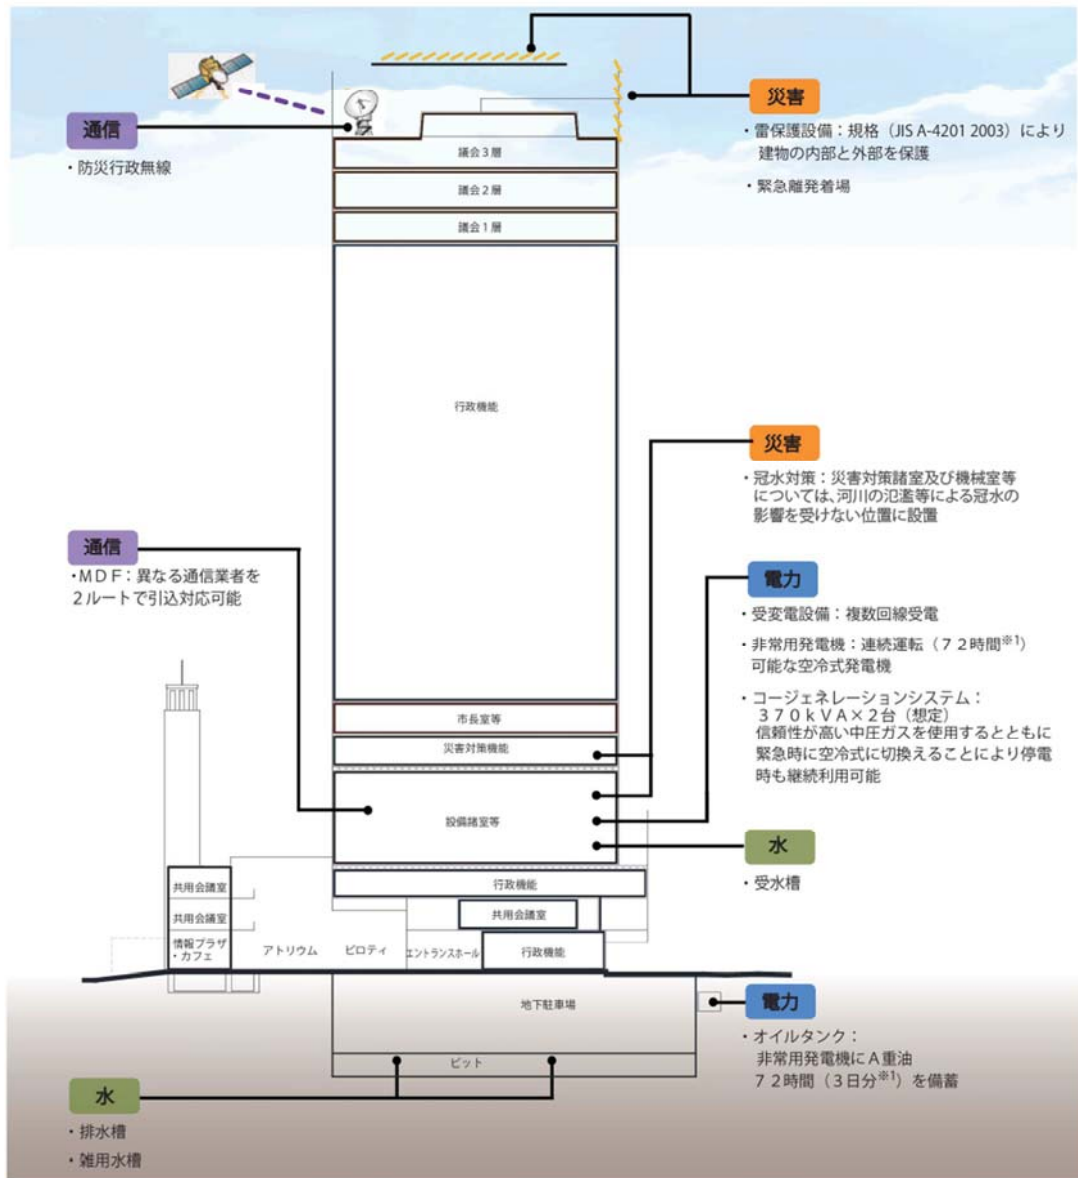 災害
・雷保護設備：規格（JIS A-4201 2003）により
建物の内部と外部を保護
・緊急離発着場
通信
・防災行政無線
議会３層
議会２層
議会１層
行政機能
災害
・冠水対策：災害対策諸室及び機械室等
については、河川の氾濫等による冠水の
影響を受けない位置に設置
通信
・ＭＤＦ：異なる通信業者を
２ルートで引込対応可能
電力
・受変電設備：複数回線受電
・非常用発電機：連続運転（７２時間※1）
可能な空冷式発電機
・コージェネレーションシステム：
３７０ｋＶＡ×２台（想定）
信頼性が高い中圧ガスを使用するとともに
緊急時に空冷式に切換えることにより停電
時も継続利用可能
市長室等
災害対策機能
設備諸室等
水
・受水槽
行政機能
共用会議室
共用会議室
共用会議室
情報プラザ
・カフェ
アトリウム
ピロティ
エントランスホール
行政機能
地下駐車場
ピット
電力
・オイルタンク：
非常用発電機にＡ重油
７２時間（３日分※1）を備蓄
水
・排水槽
・雑用水槽